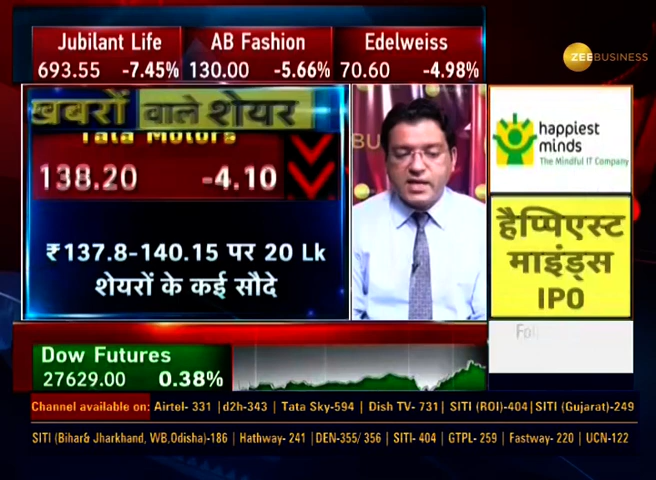 Jubilant Life AB Fashion Edelweiss
693.55 -7.45% 130.00 -5.66% 70.60 -4.98%
ZEE BUSINESS
खबरों वाले शेयर
Tata Motors
138.20 -4.10
₹137.8-140.15 पर 20 Lk
शेयरों के कई सौदे
BU
happiest
minds
The Mindful IT Company
हैप्पिएस्ट
माइंड्स
IPO
Dow Futures
27629.00 0.38%
Channel available on: Airtel- 331 | d2h-343 | Tata Sky-594 | Dish TV- 731 | SITI (ROI)-404 | SITI (Gujarat)-249
SITI (Bihar& Jharkhand, WB,Odisha)-186 | Hathway- 241 | DEN-355/ 356 | SITI- 404 | GTPL- 259 | Fastway- 220 | UCN-122